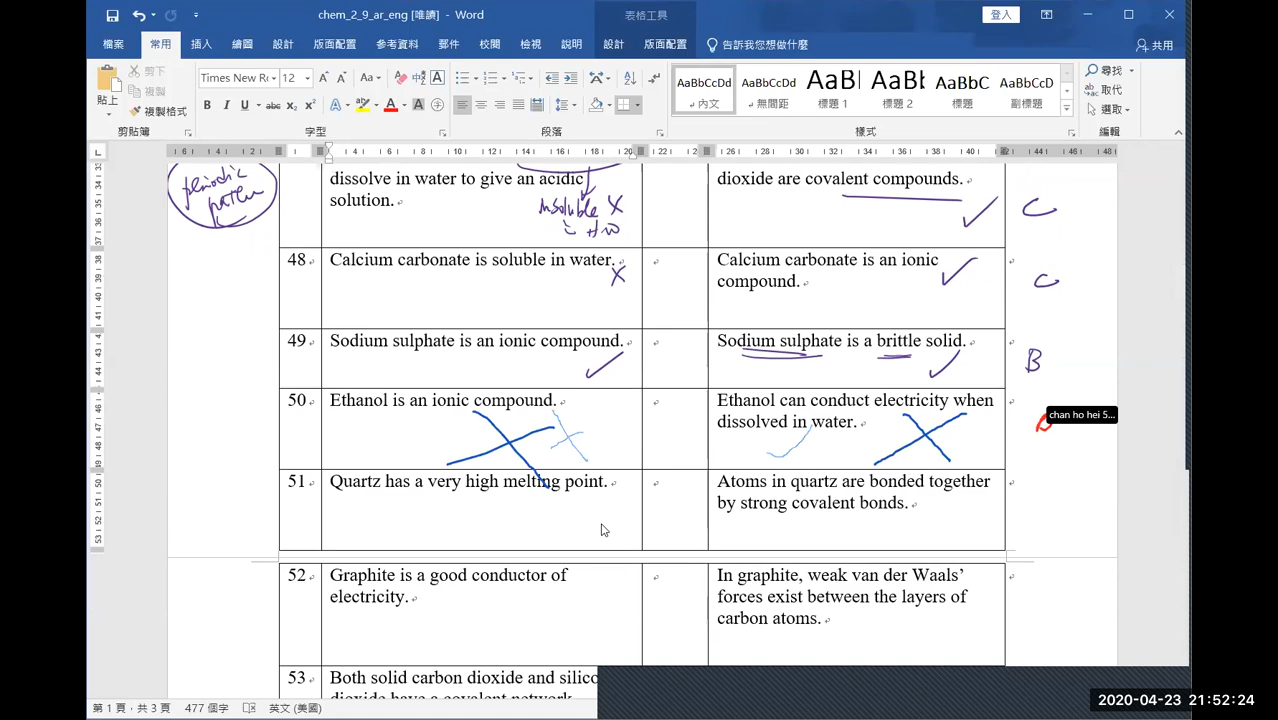 chem_2_9_ar_eng [唯讀] - Word
表格工具
登入
檔案 常用 插入 繪圖 設計 版面配置 參考資料 郵件 校閱 檢視 說明 設計 版面配置 告訴我您想做什麼 共用
貼上
剪下
複製
複製格式
剪貼簿
Times New Ro 12
字型
段落
AaBbCcDd
內文
AaBbCcDd
無間距
標題 1
標題 2
AaBbC
標題
AaBbCcD
副標題
樣式
尋找
取代
選取
編輯
periodic
pattern
dissolve in water to give an acidic
solution.
insoluble X
dioxide are covalent compounds.
C
48
Calcium carbonate is soluble in water.
X
Calcium carbonate is an ionic
compound.
C
49
Sodium sulphate is an ionic compound.
Sodium sulphate is a brittle solid.
B
50
Ethanol is an ionic compound.
Ethanol can conduct electricity when
dissolved in water.
chan ho hei 5...
51
Quartz has a very high melting point.
Atoms in quartz are bonded together
by strong covalent bonds.
52
Graphite is a good conductor of
electricity.
In graphite, weak van der Waals'
forces exist between the layers of
carbon atoms.
53
Both solid carbon dioxide and silico
dioxide have a covalent network
第 1 頁，共 3 頁 477 個字 英文 (美國)
2020-04-23 21:52:24